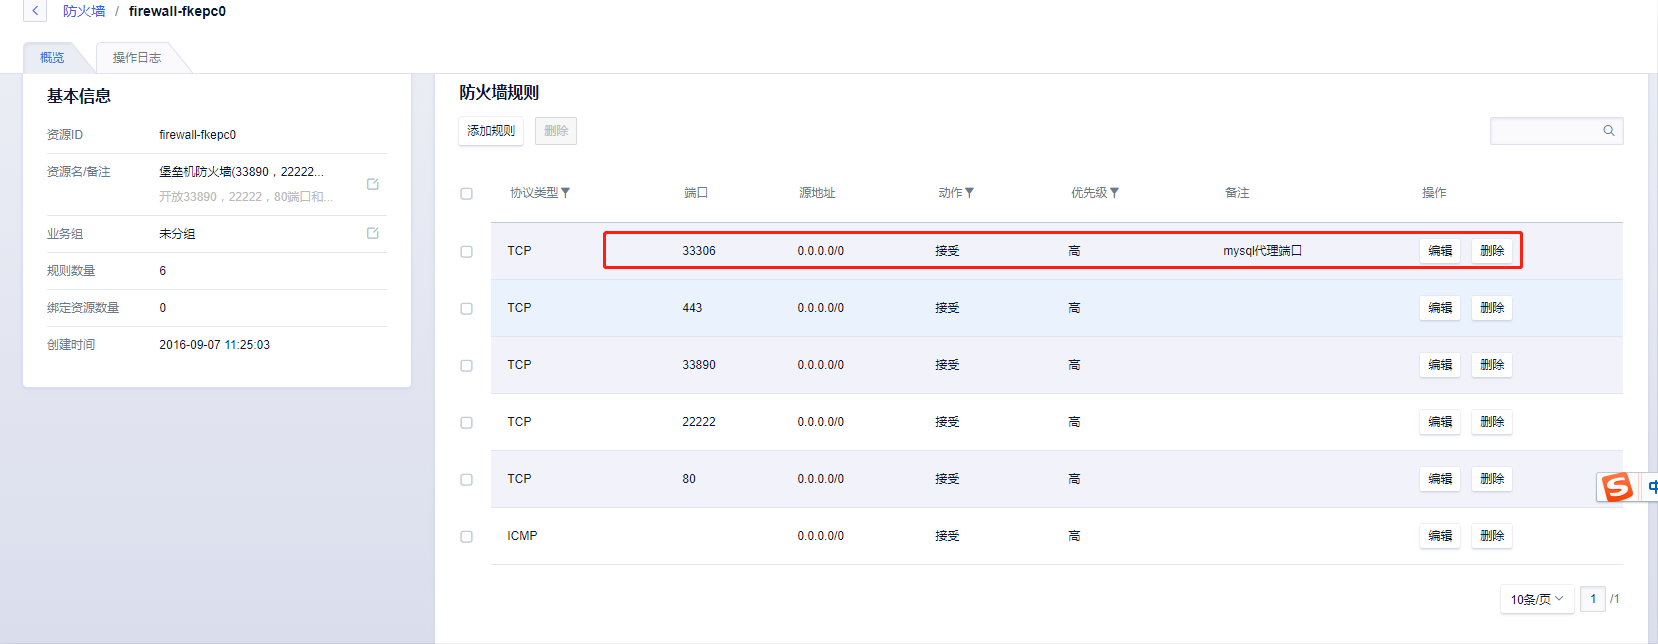 防火墙 / firewall-fkepc0
概览 操作日志
基本信息
资源ID firewall-fkepc0
资源名/备注 堡垒机防火墙(33890，22222...
开放33890，22222，80端口和...
业务组 未分组
规则数量 6
绑定资源数量 0
创建时间 2016-09-07 11:25:03
防火墙规则
添加规则 删除
协议类型 端口 源地址 动作 优先级 备注 操作
TCP 33306 0.0.0.0/0 接受 高 mysql代理端口 编辑 删除
TCP 443 0.0.0.0/0 接受 高 编辑 删除
TCP 33890 0.0.0.0/0 接受 高 编辑 删除
TCP 22222 0.0.0.0/0 接受 高 编辑 删除
TCP 80 0.0.0.0/0 接受 高 编辑 删除
S 中
ICMP 0.0.0.0/0 接受 高 编辑 删除
10条/页 1 /1